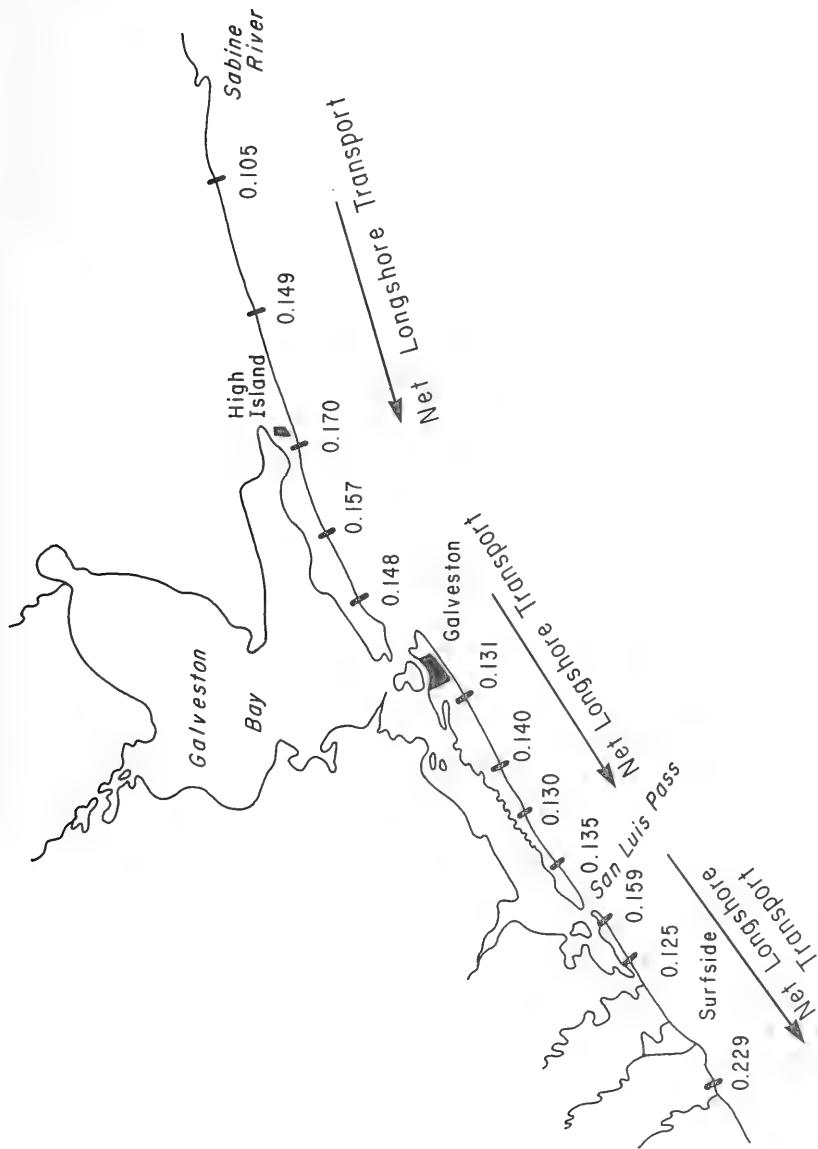 Sabine
River
0.105
0.149
High
Island
0.170
0.157
0.148
Net Longshore Transport
Galveston
Bay
Galveston
0.131
0.140
0.130
0.135
Net Longshore Transport
San Luis Pass
0.159
0.125
Surfside
0.229
Net Longshore
Transport